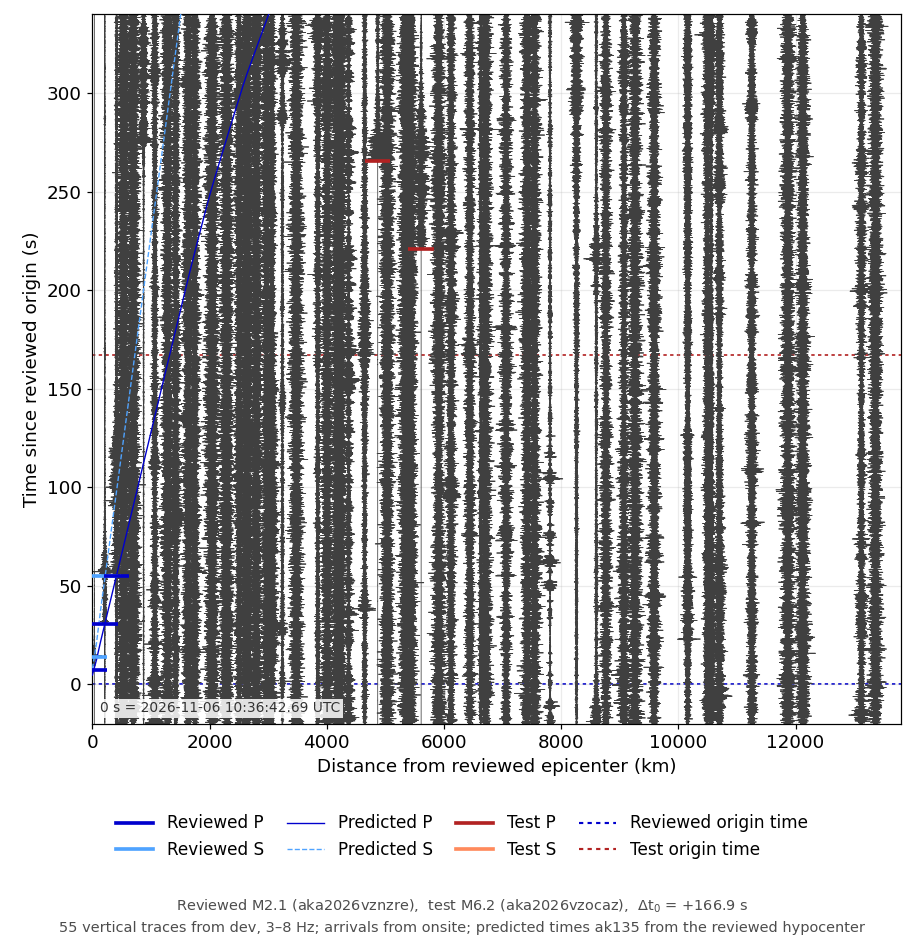 300
250
200
150
100
50
0
Time since reviewed origin (s)
0 s = 2026-11-06 10:36:42.69 UTC
0 2000 4000 6000 8000 10000 12000
Distance from reviewed epicenter (km)
Reviewed P Predicted P Test P Reviewed origin time
Reviewed S Predicted S Test S Test origin time
Reviewed M2.1 (aka2026vznzre), test M6.2 (aka2026vzocaz), Δt₀ = +166.9 s
55 vertical traces from dev, 3–8 Hz; arrivals from onsite; predicted times ak135 from the reviewed hypocenter